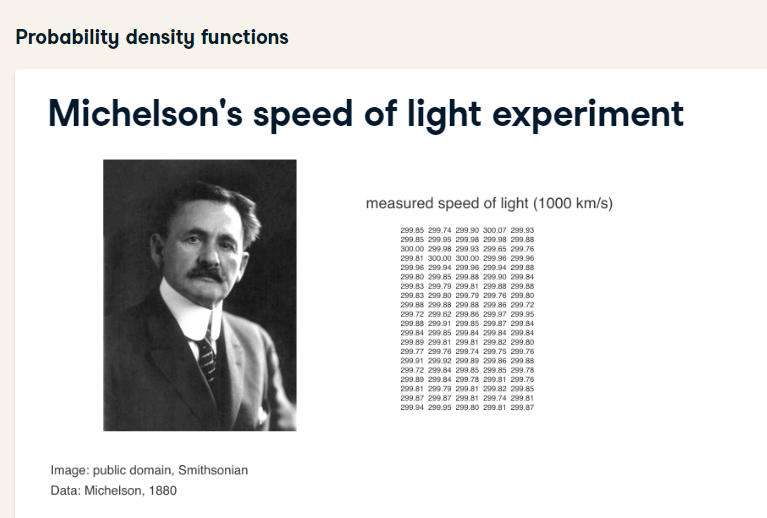 Probability density functions
Michelson's speed of light experiment
measured speed of light (1000 km/s)
299.85 299.74 299.90 300.07 299.93
299.85 299.95 299.98 299.98 299.88
300.00 299.98 299.93 299.65 299.76
299.81 300.00 300.00 299.96 299.96
299.96 299.94 299.96 299.94 299.88
299.80 299.85 299.88 299.90 299.84
299.83 299.79 299.81 299.88 299.88
299.83 299.80 299.79 299.76 299.80
299.88 299.88 299.88 299.86 299.72
299.72 299.62 299.86 299.97 299.95
299.88 299.91 299.85 299.87 299.84
299.84 299.85 299.84 299.84 299.84
299.89 299.81 299.81 299.82 299.80
299.77 299.76 299.74 299.75 299.76
299.91 299.92 299.89 299.86 299.88
299.72 299.84 299.85 299.85 299.78
299.89 299.84 299.78 299.81 299.76
299.81 299.79 299.81 299.82 299.85
299.87 299.87 299.81 299.74 299.81
299.94 299.95 299.80 299.81 299.87
Image: public domain, Smithsonian
Data: Michelson, 1880